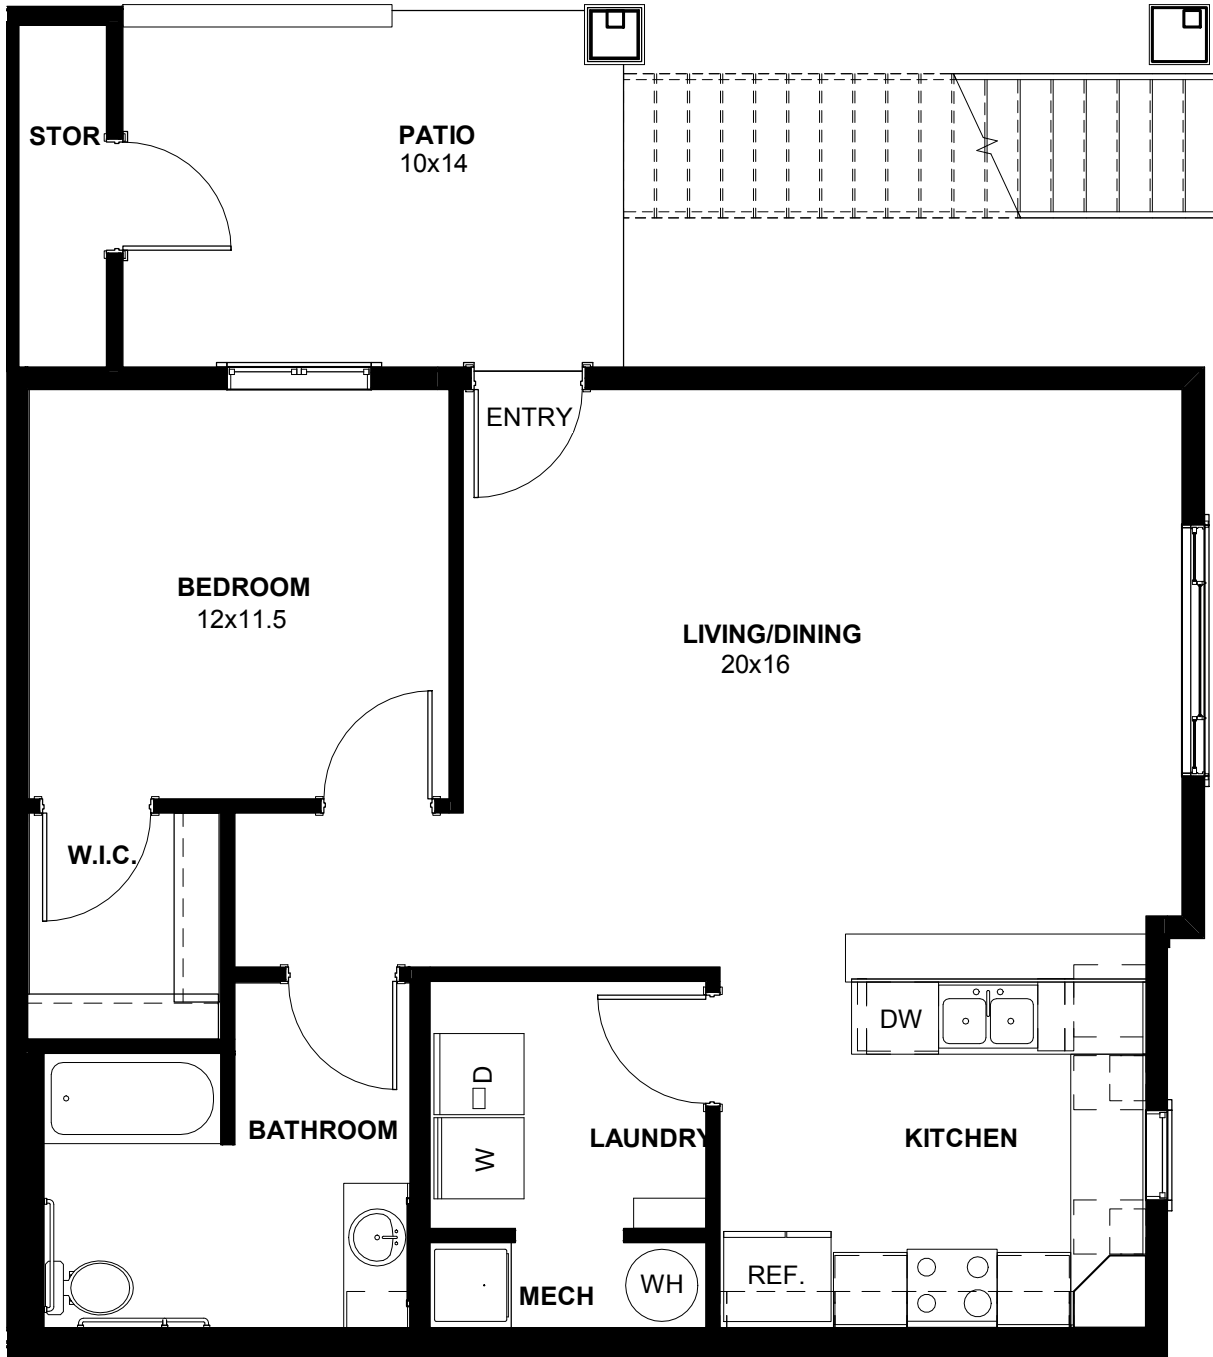 STOR
PATIO
10x14
ENTRY
BEDROOM
12x11.5
LIVING/DINING
20x16
W.I.C.
DW
D
BATHROOM
LAUNDRY
KITCHEN
W
REF.
WH
MECH